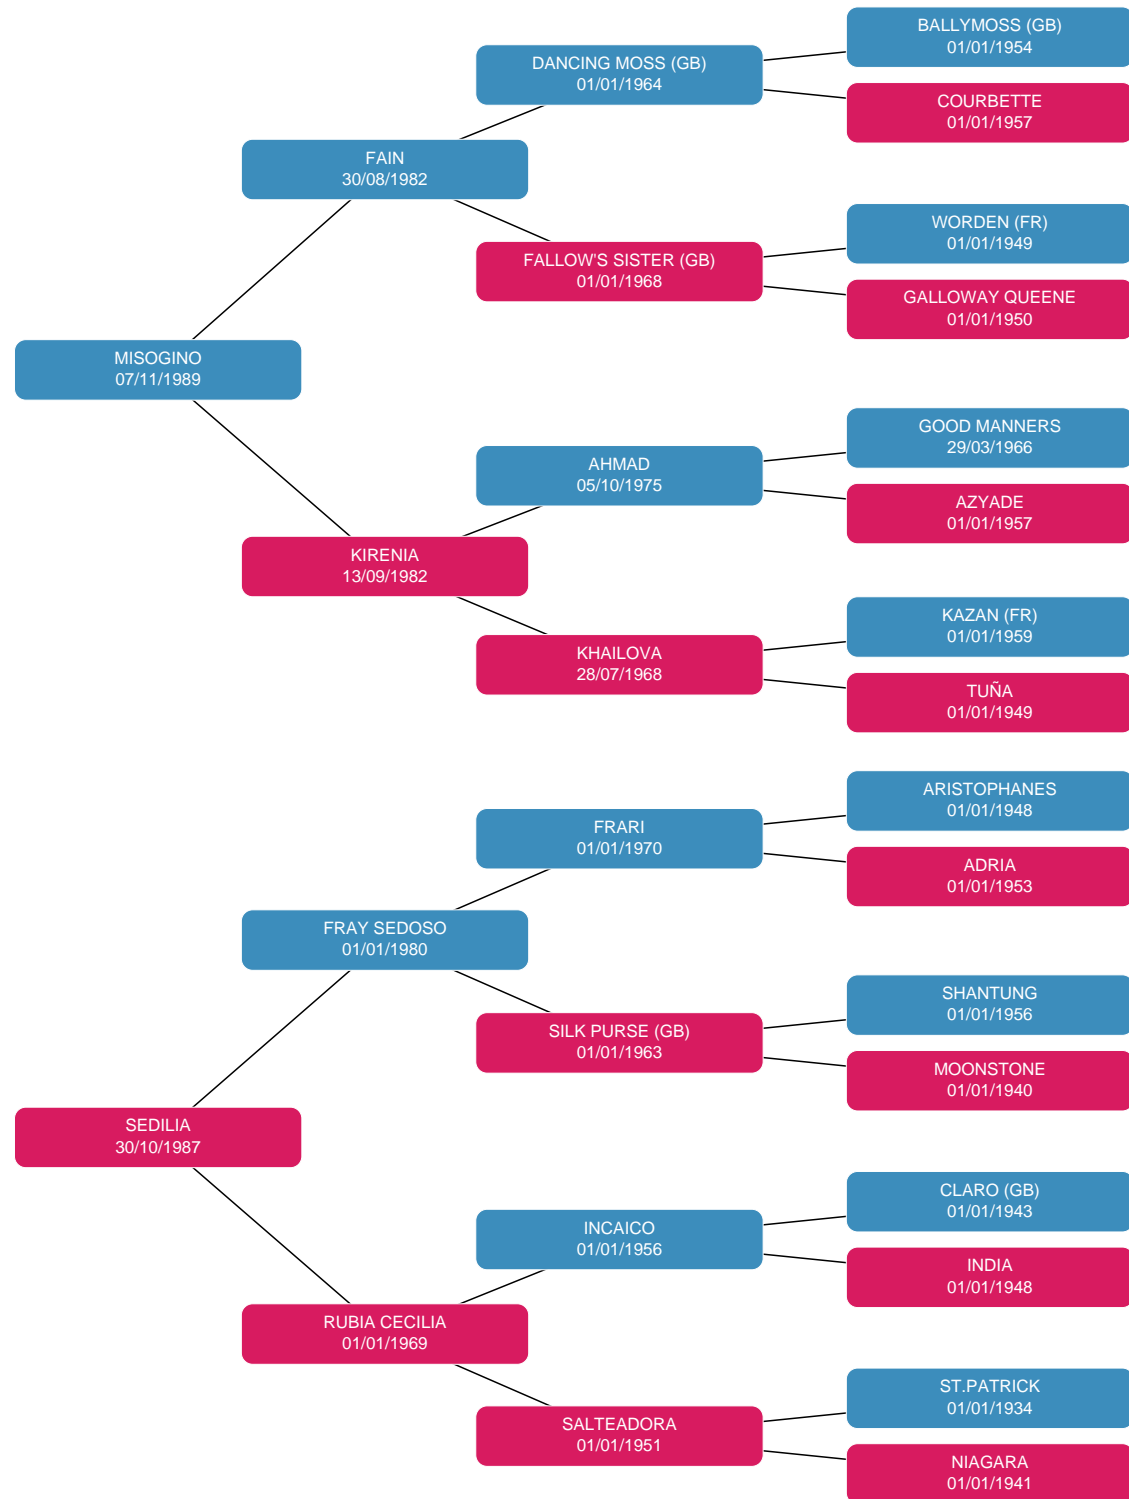 BALLYMOSS (GB)
01/01/1954
DANCING MOSS (GB)
01/01/1964
COURBETTE
01/01/1957
FAIN
30/08/1982
WORDEN (FR)
01/01/1949
FALLOW'S SISTER (GB)
01/01/1968
GALLOWAY QUEENE
01/01/1950
MISOGINO
07/11/1989
GOOD MANNERS
29/03/1966
AHMAD
05/10/1975
AZYADE
01/01/1957
KIRENIA
13/09/1982
KAZAN (FR)
01/01/1959
KHAILOVA
28/07/1968
TUÑA
01/01/1949
ARISTOPHANES
01/01/1948
FRARI
01/01/1970
ADRIA
01/01/1953
FRAY SEDOSO
01/01/1980
SHANTUNG
01/01/1956
SILK PURSE (GB)
01/01/1963
MOONSTONE
01/01/1940
SEDILIA
30/10/1987
CLARO (GB)
01/01/1943
INCAICO
01/01/1956
INDIA
01/01/1948
RUBIA CECILIA
01/01/1969
ST.PATRICK
01/01/1934
SALTEADORA
01/01/1951
NIAGARA
01/01/1941